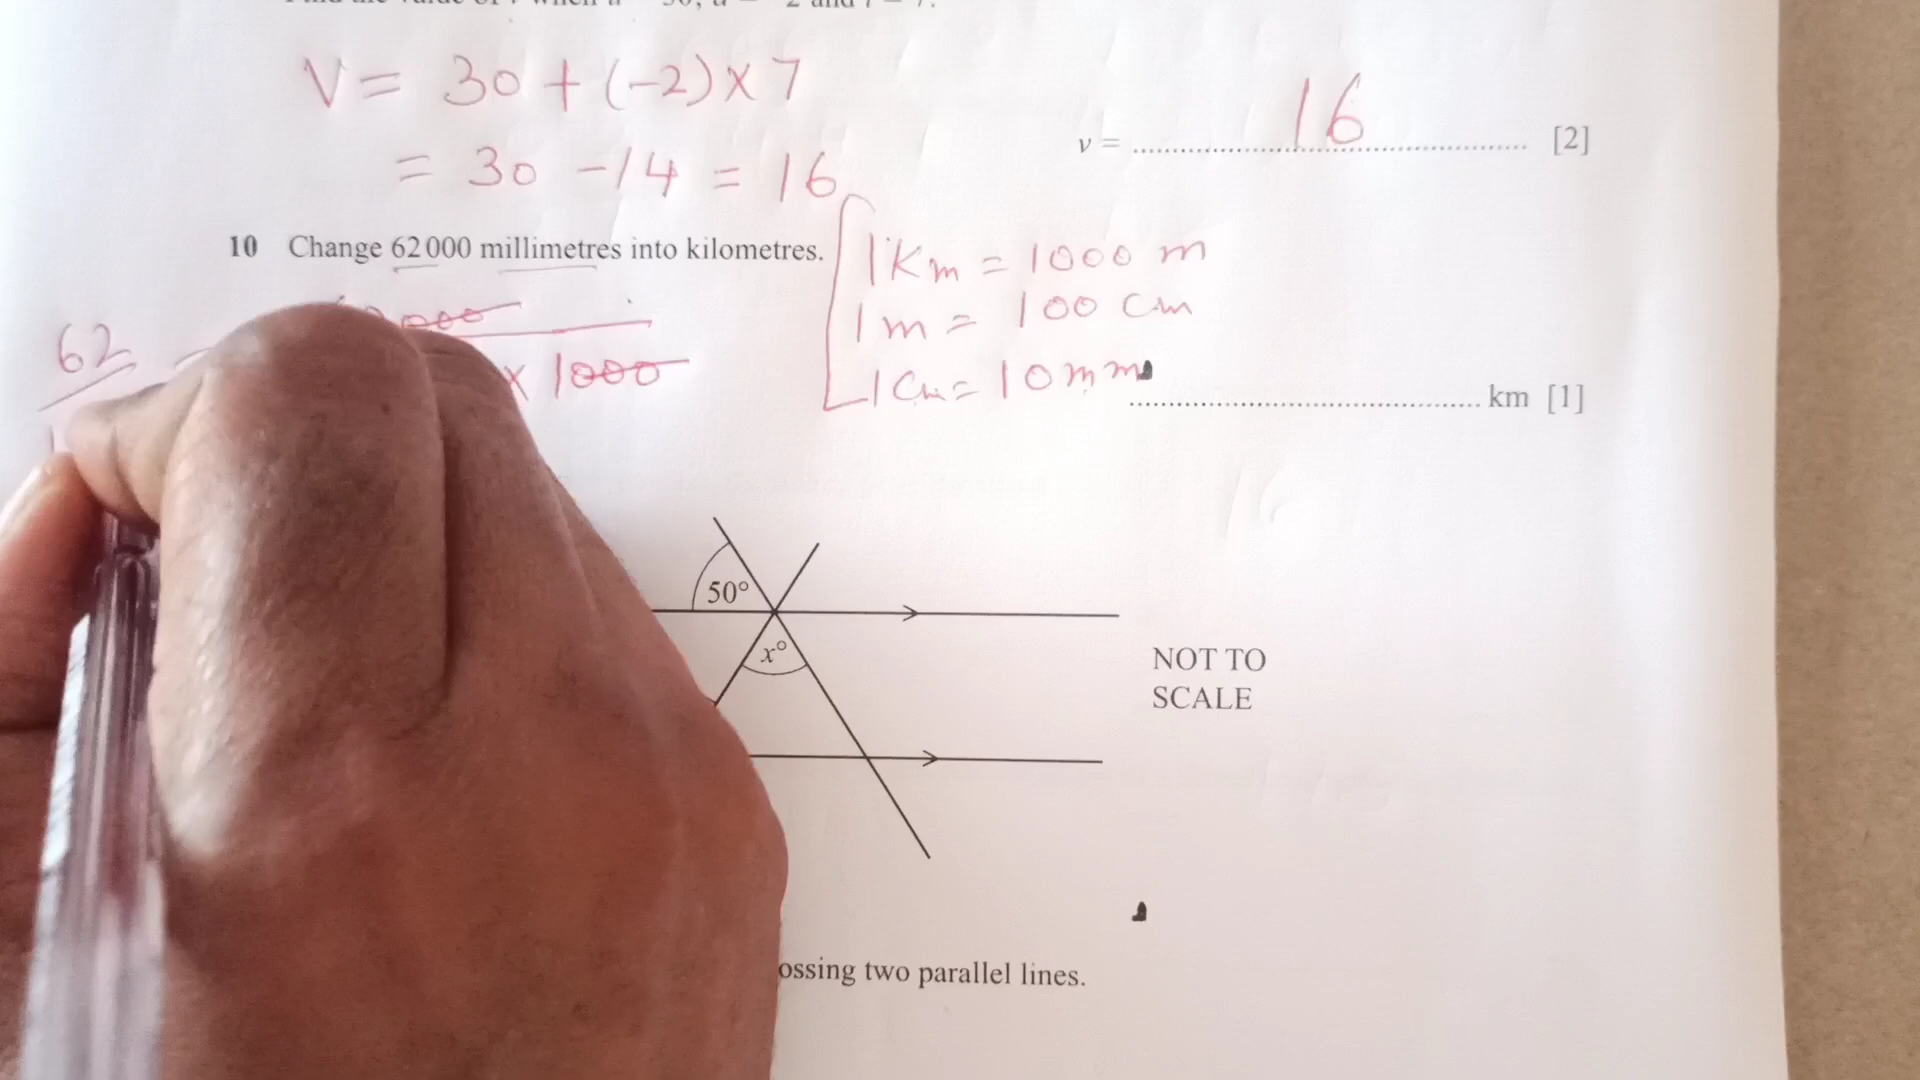 V = 30 + (-2) x 7
= 30 - 14 = 16
v = 16 [2]
10 Change 62 000 millimetres into kilometres.
1 Km = 1000 m
1 m = 100 cm
1 Cm = 10 mm
000
62
x 1000
km [1]
50°
x°
NOT TO
SCALE
two parallel lines.